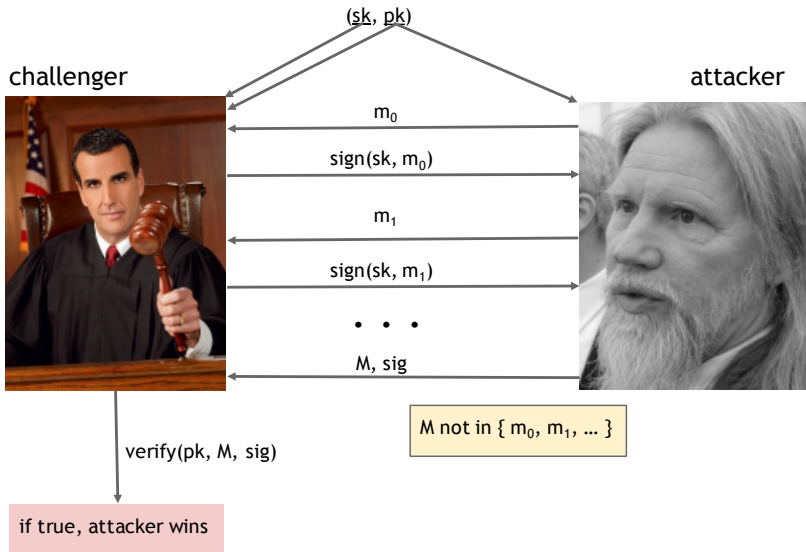 (sk, pk)
challenger
attacker
m₀
sign(sk, m₀)
m₁
sign(sk, m₁)
. . .
M, sig
M not in { m₀, m₁, … }
verify(pk, M, sig)
if true, attacker wins